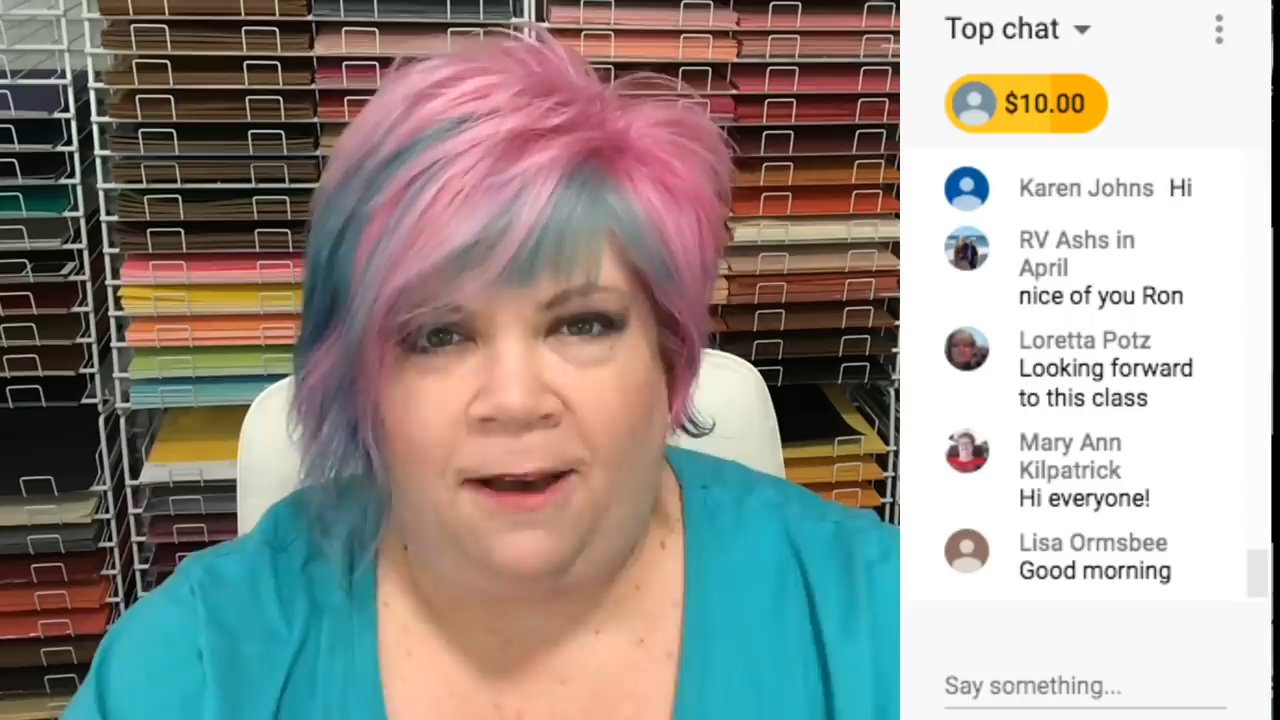 Top chat
$10.00
Karen Johns Hi
RV Ashs in
April
nice of you Ron
Loretta Potz
Looking forward
to this class
Mary Ann
Kilpatrick
Hi everyone!
Lisa Ormsbee
Good morning
Say something...